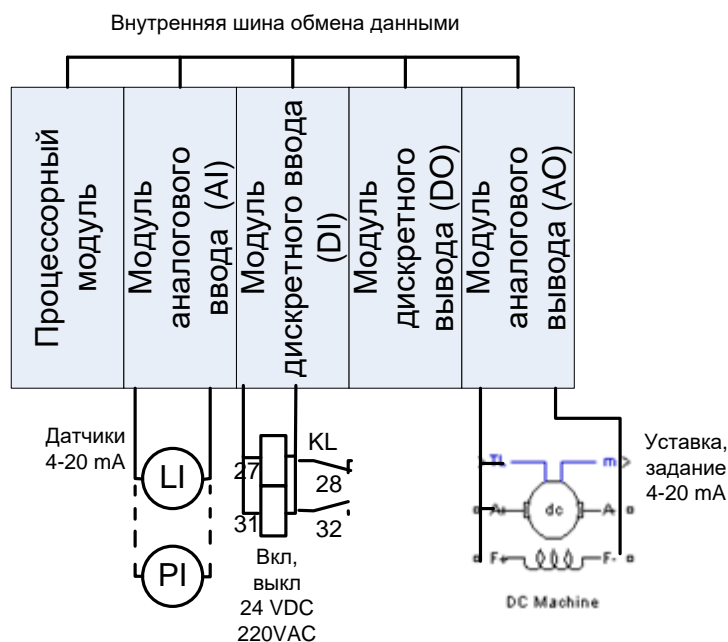 Внутренняя шина обмена данными
Процессорный
модуль
Модуль
аналогового
ввода (AI)
Модуль
дискретного ввода
(DI)
Модуль
дискретного
вывода (DO)
Модуль
аналогового
вывода (AO)
Датчики
4-20 mA
LI
PI
27
31
KL
28
32
Вкл,
выкл
24 VDC
220VAC
TL
m
A+
dc
A-
F+
F-
DC Machine
Уставка,
задание
4-20 mA